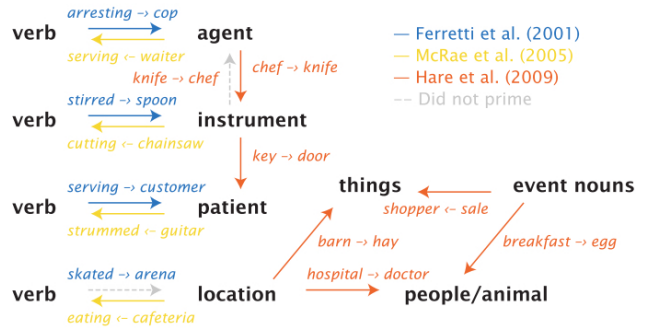 arresting –> cop
verb agent
serving <– waiter
— Ferretti et al. (2001)
— McRae et al. (2005)
— Hare et al. (2009)
-- Did not prime
knife –> chef
chef –> knife
stirred –> spoon
verb instrument
cutting <– chainsaw
key –> door
serving –> customer
verb patient
strummed <– guitar
things event nouns
shopper <– sale
barn –> hay
breakfast –> egg
skated –> arena
hospital –> doctor
verb location people/animal
eating <– cafeteria